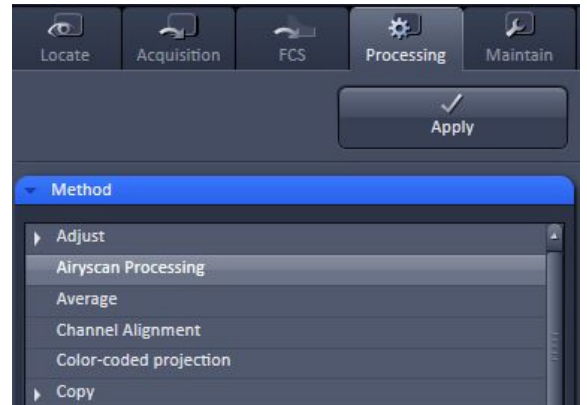 Locate Acquisition FCS Processing Maintain
Apply
Method
Adjust
Airyscan Processing
Average
Channel Alignment
Color-coded projection
Copy